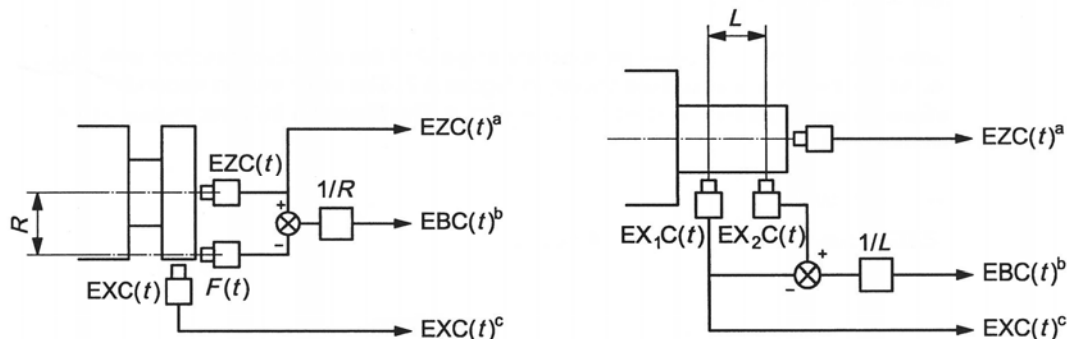 L
EZC(t)ᵃ
EZC(t)
1/R
R
EBC(t)ᵇ
+
−
F(t)
EXC(t)
EXC(t)ᶜ
EZC(t)ᵃ
EX₁C(t)
EX₂C(t)
1/L
+
−
EBC(t)ᵇ
EXC(t)ᶜ